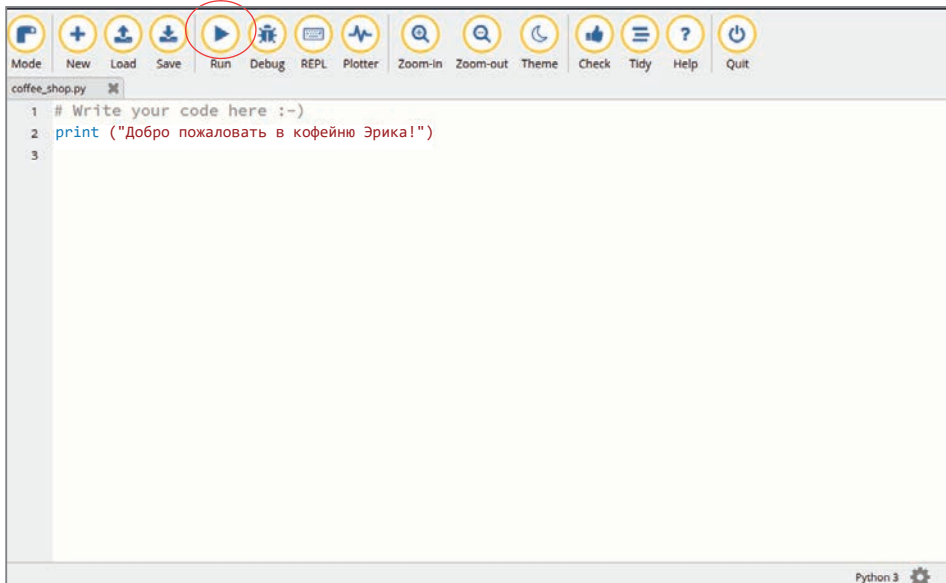 Mode New Load Save Run Debug REPL Plotter Zoom-in Zoom-out Theme Check Tidy Help Quit
coffee_shop.py
1 # Write your code here :-)
2 print ("Добро пожаловать в кофейню Эрика!")
3
Python 3